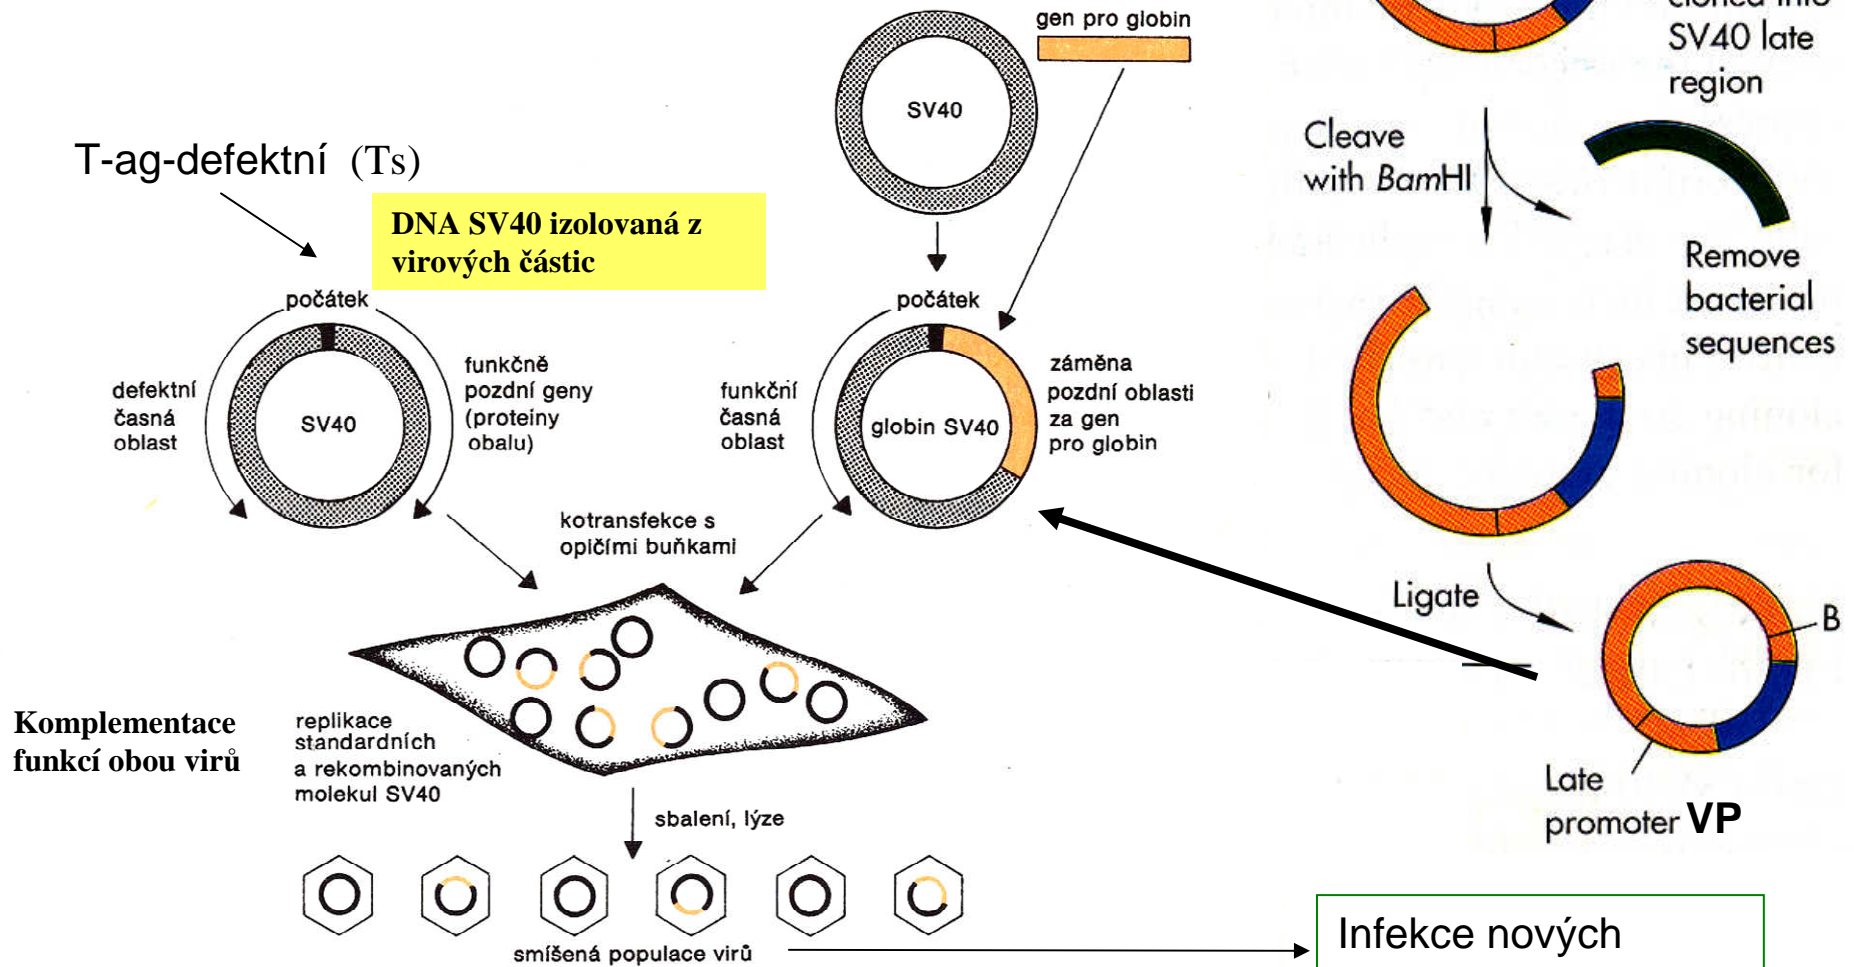 gen pro globin
SV40
T-ag-defektní (Ts)
DNA SV40 izolovaná z
virových částic
počátek
defektní
časná
oblast
SV40
funkčně
pozdní geny
(proteiny
obalu)
počátek
funkční
časná
oblast
globin SV40
záměna
pozdní oblasti
za gen
pro globin
kotransfekce s
opičími buňkami
Komplementace
funkcí obou virů
replikace
standardních
a rekombinovaných
molekul SV40
sbalení, lýze
smíšená populace virů
Infekce nových
cloned into
SV40 late
region
Cleave
with BamHI
Remove
bacterial
sequences
Ligate
B
Late
promoter VP